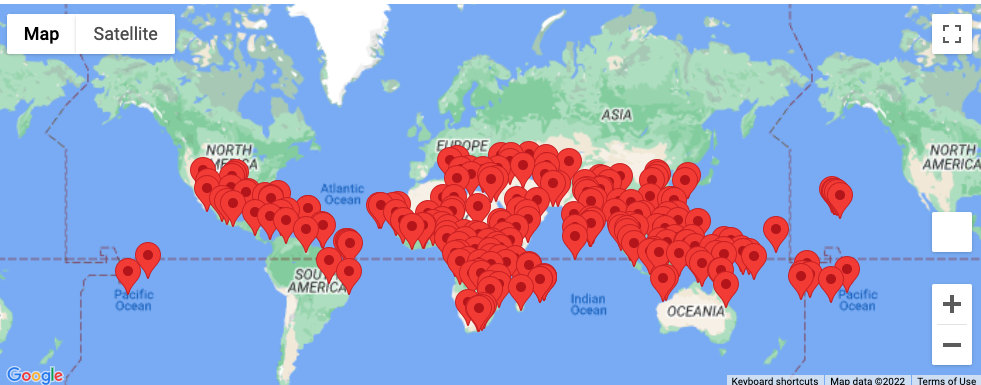 Map
Satellite
ASIA
EUROPE
NORTH
AMERICA
NORTH
AMERICA
Atlantic
Ocean
SOUTH
AMERICA
Pacific
Ocean
Indian
Ocean
OCEANIA
Pacific
Ocean
Google
Keyboard shortcuts
Map data ©2022
Terms of Use